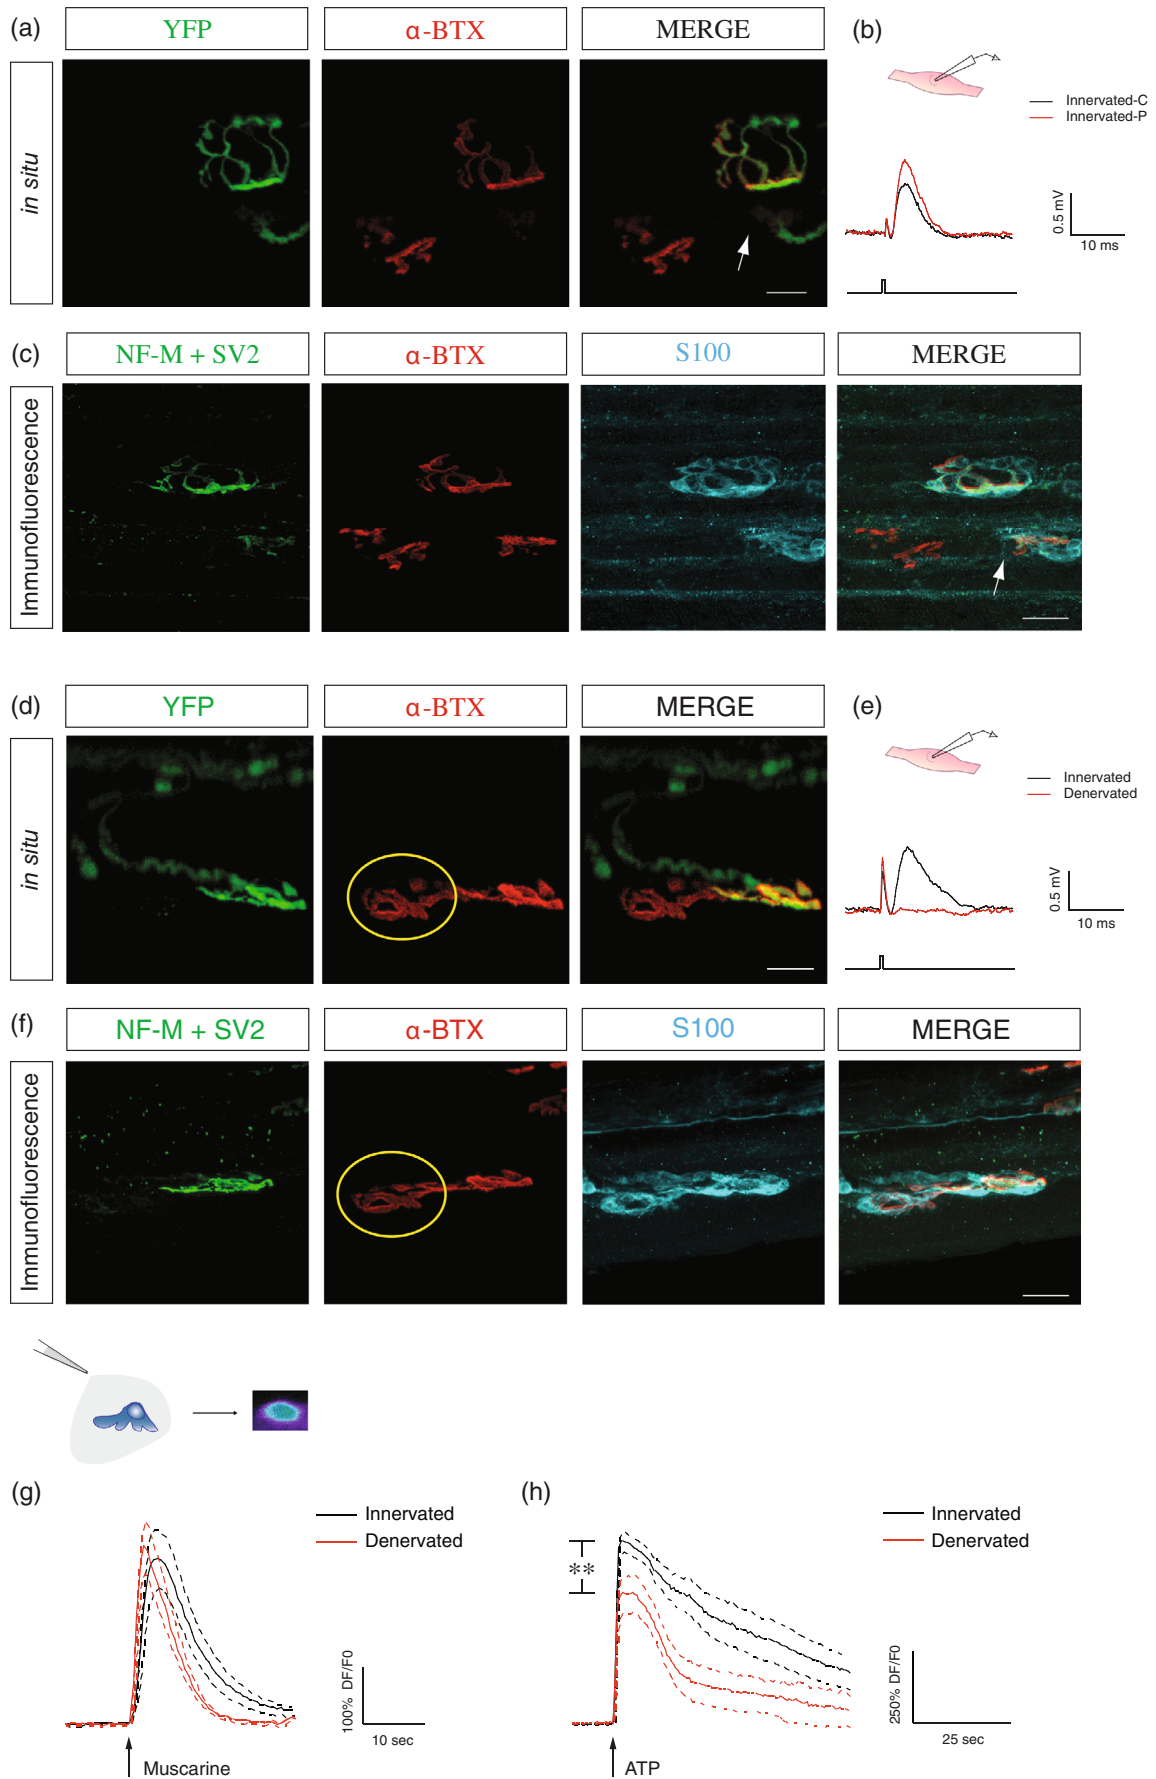 (a)
YFP
α-BTX
MERGE
(b)
in situ
Innervated-C
Innervated-P
0.5 mV
10 ms
(c)
NF-M + SV2
α-BTX
S100
MERGE
Immunofluorescence
(d)
YFP
α-BTX
MERGE
(e)
in situ
Innervated
Denervated
0.5 mV
10 ms
(f)
NF-M + SV2
α-BTX
S100
MERGE
Immunofluorescence
(g)
Innervated
Denervated
100% DF/F0
10 sec
Muscarine
(h)
Innervated
Denervated
**
250% DF/F0
25 sec
ATP